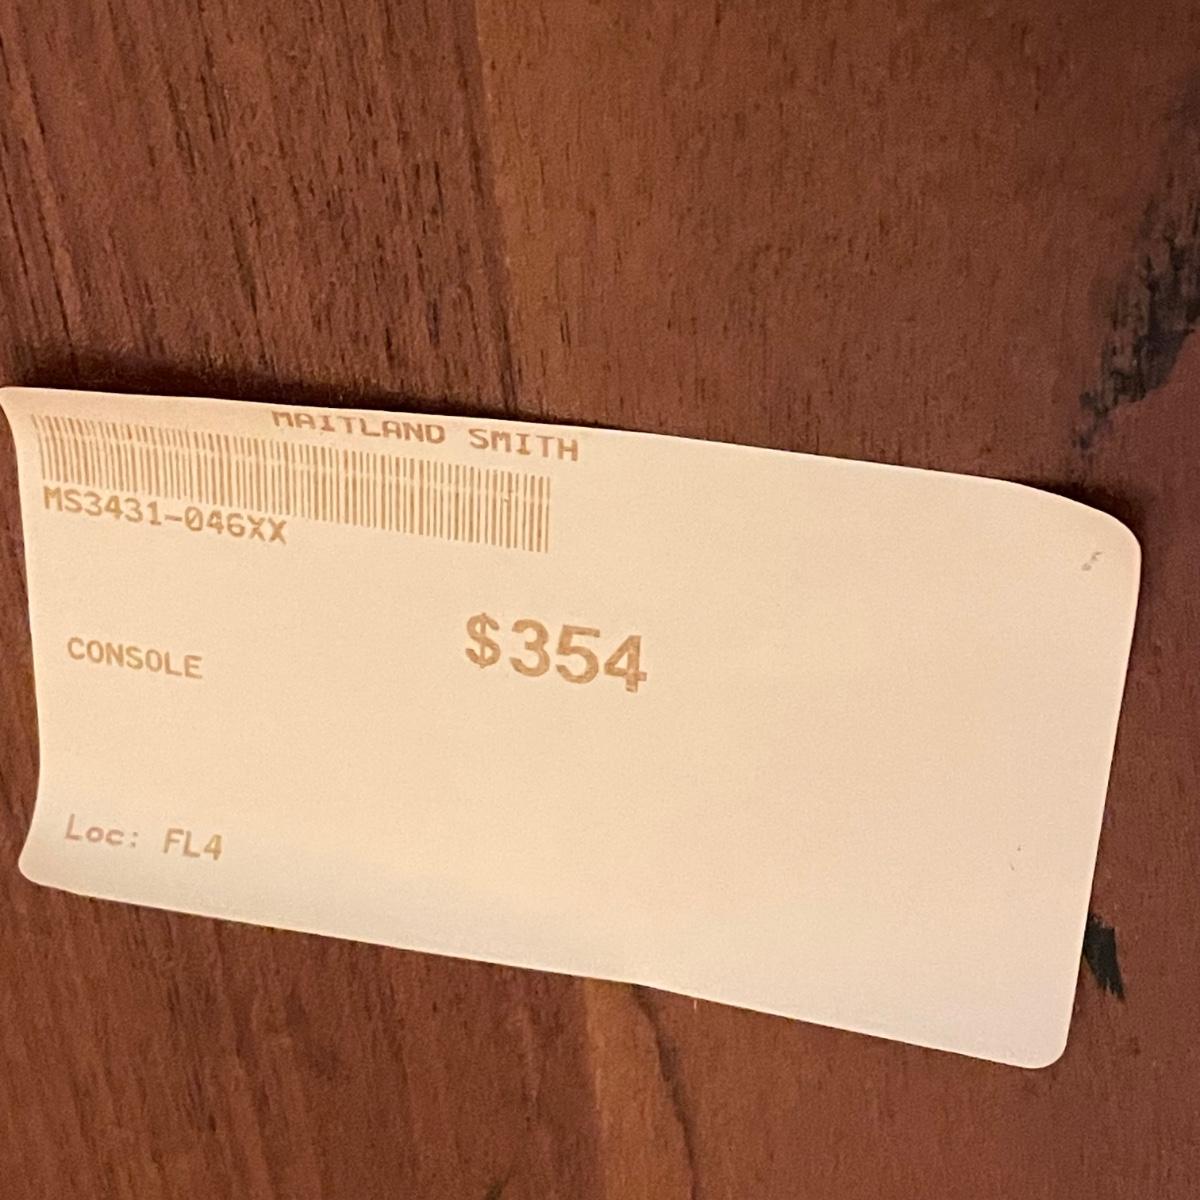 MAITLAND SMITH
MS3431-046XX
CONSOLE
$354
Loc: FL4